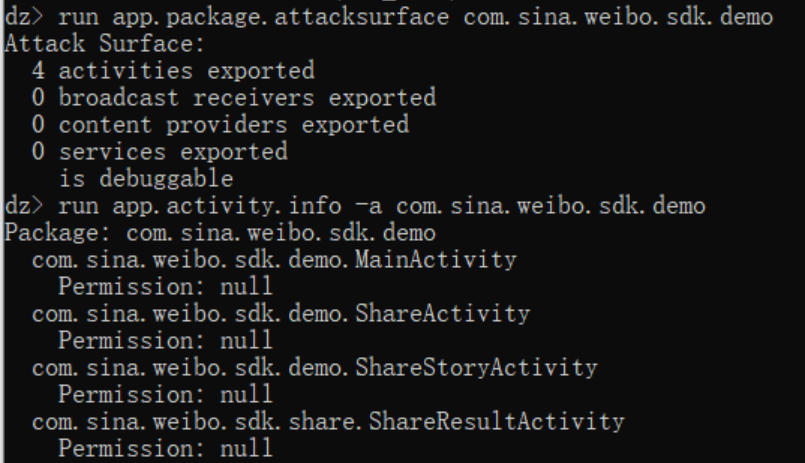 dz> run app.package.attacksurface com.sina.weibo.sdk.demo
Attack Surface:
  4 activities exported
  0 broadcast receivers exported
  0 content providers exported
  0 services exported
    is debuggable
dz> run app.activity.info -a com.sina.weibo.sdk.demo
Package: com.sina.weibo.sdk.demo
  com.sina.weibo.sdk.demo.MainActivity
    Permission: null
  com.sina.weibo.sdk.demo.ShareActivity
    Permission: null
  com.sina.weibo.sdk.demo.ShareStoryActivity
    Permission: null
  com.sina.weibo.sdk.share.ShareResultActivity
    Permission: null